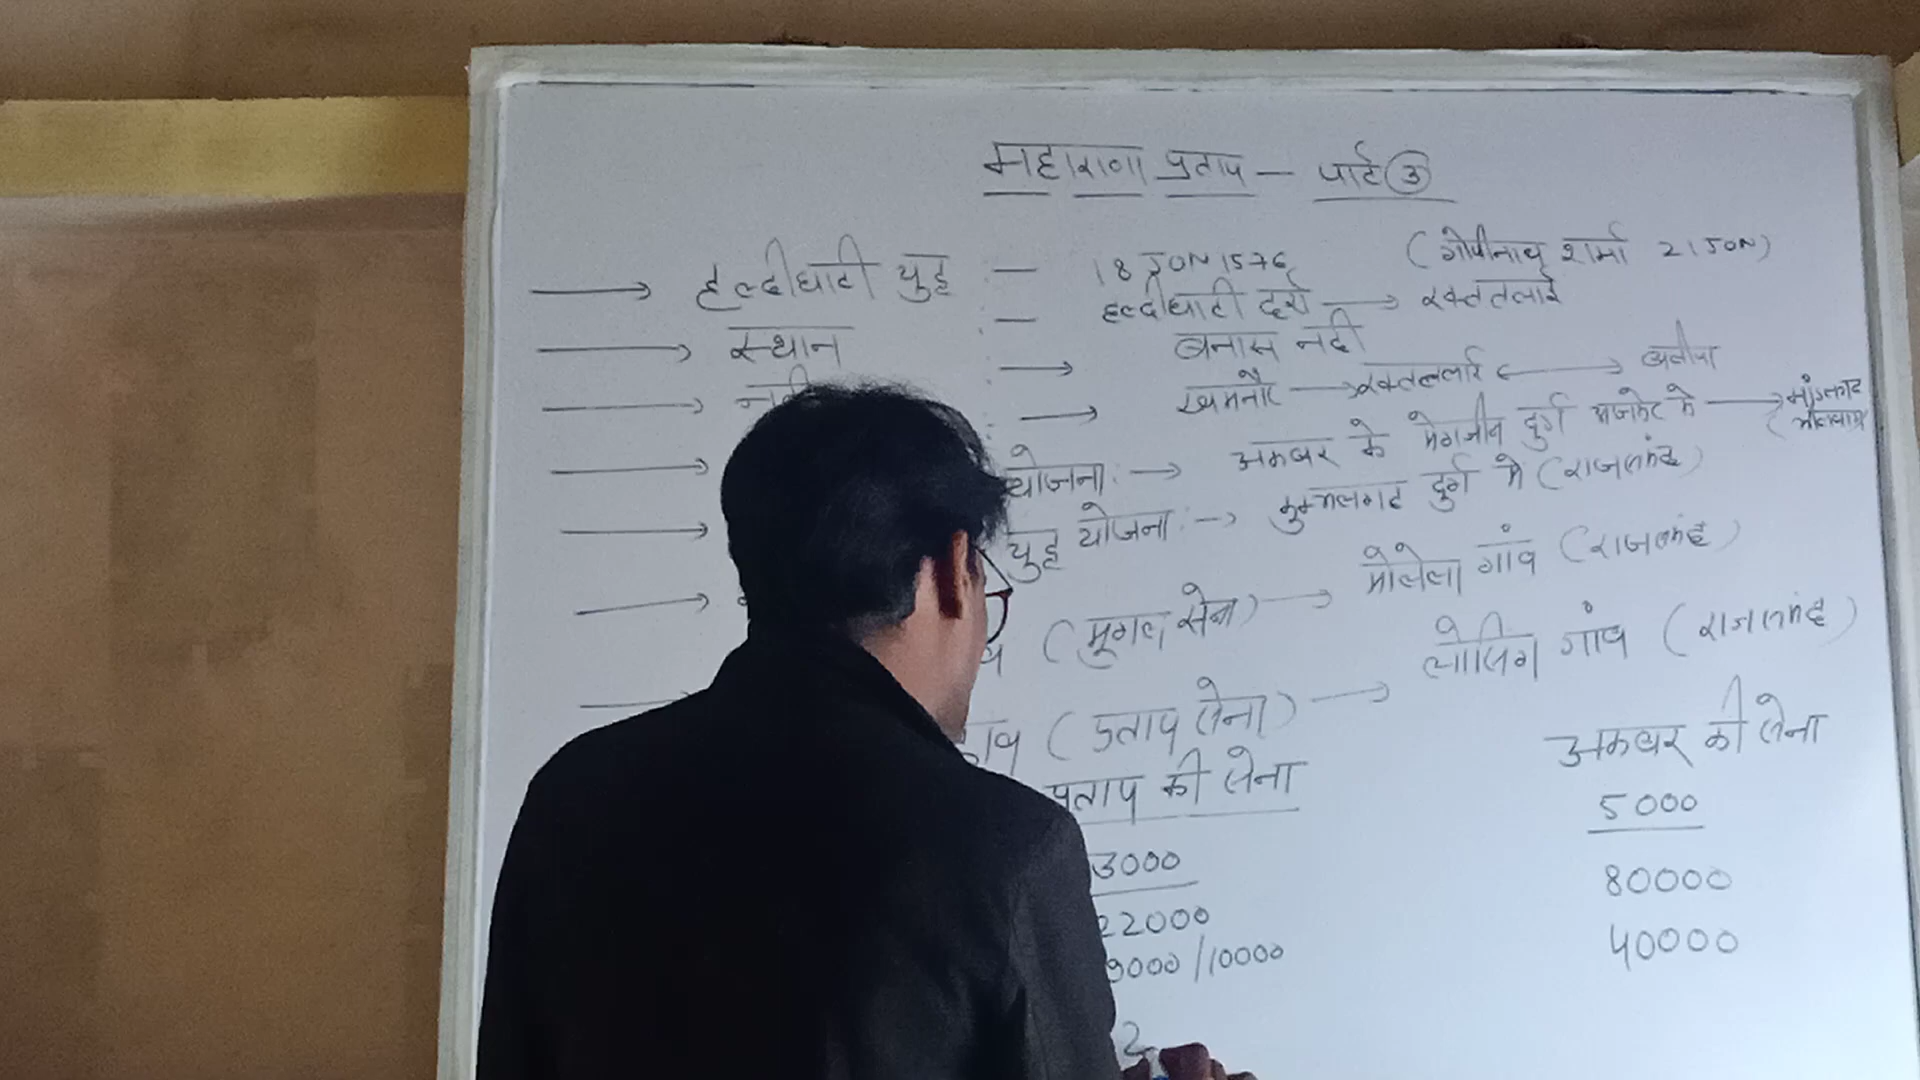 महाराणा प्रताप — पार्ट ③
→ हल्दीघाटी युद्ध — 18 JUN 1576 (गोपीनाथ शर्मा 21 JUN)
→ स्थान — हल्दीघाटी दर्रा → रक्ततलाई
→ → बनास नदी
→ → खमनौर → रक्ततलाई ←→
→ योजना :→ अकबर के मेगजीन दुर्ग अजमेर मे →
→ युद्ध योजना :→ कुम्भलगढ दुर्ग मे (राजसमंद)
→ (मुगल सेना) → मोलेला गांव (राजसमंद)
(प्रताप सेना) → लोसिंग गांव (राजसमंद)
प्रताप की सेना अकबर की सेना
3000 5000
22000 80000
9000/10000 40000
2